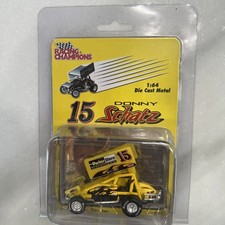 RACING
CHAMPIONS
1:64
Die Cast Metal
15
DONNY
Schatz
15